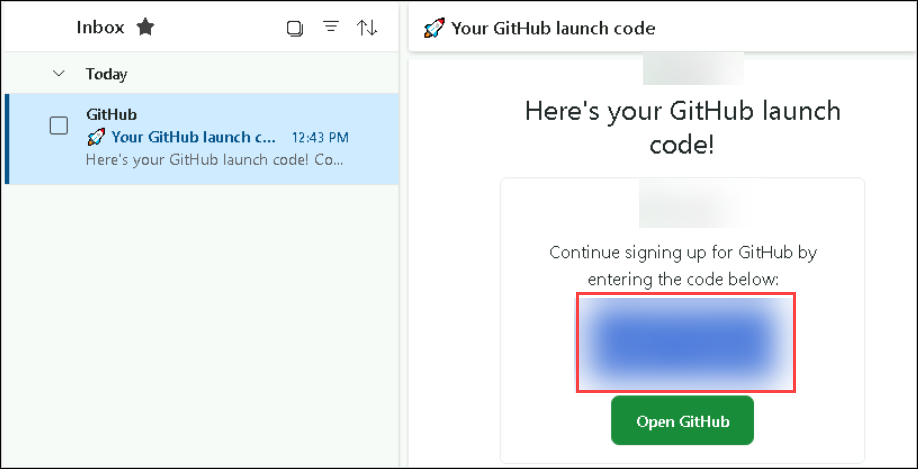 Inbox
Today
GitHub
🚀 Your GitHub launch c... 12:43 PM
Here's your GitHub launch code! Co...
🚀 Your GitHub launch code
Here's your GitHub launch
code!
Continue signing up for GitHub by
entering the code below:
Open GitHub